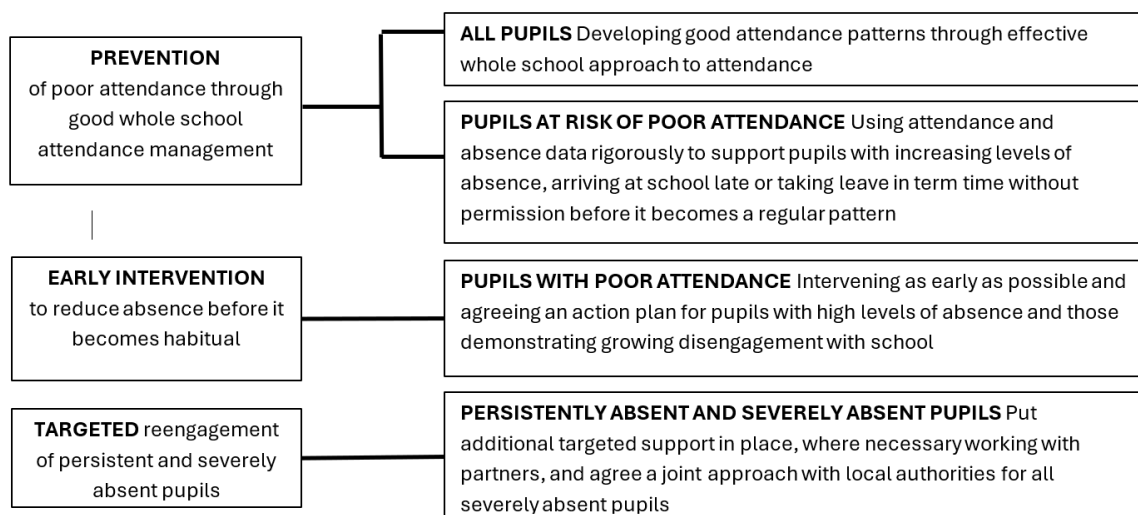 PREVENTION
of poor attendance through
good whole school
attendance management
ALL PUPILS Developing good attendance patterns through effective
whole school approach to attendance
PUPILS AT RISK OF POOR ATTENDANCE Using attendance and
absence data rigorously to support pupils with increasing levels of
absence, arriving at school late or taking leave in term time without
permission before it becomes a regular pattern
EARLY INTERVENTION
to reduce absence before it
becomes habitual
PUPILS WITH POOR ATTENDANCE Intervening as early as possible and
agreeing an action plan for pupils with high levels of absence and those
demonstrating growing disengagement with school
TARGETED reengagement
of persistent and severely
absent pupils
PERSISTENTLY ABSENT AND SEVERELY ABSENT PUPILS Put
additional targeted support in place, where necessary working with
partners, and agree a joint approach with local authorities for all
severely absent pupils